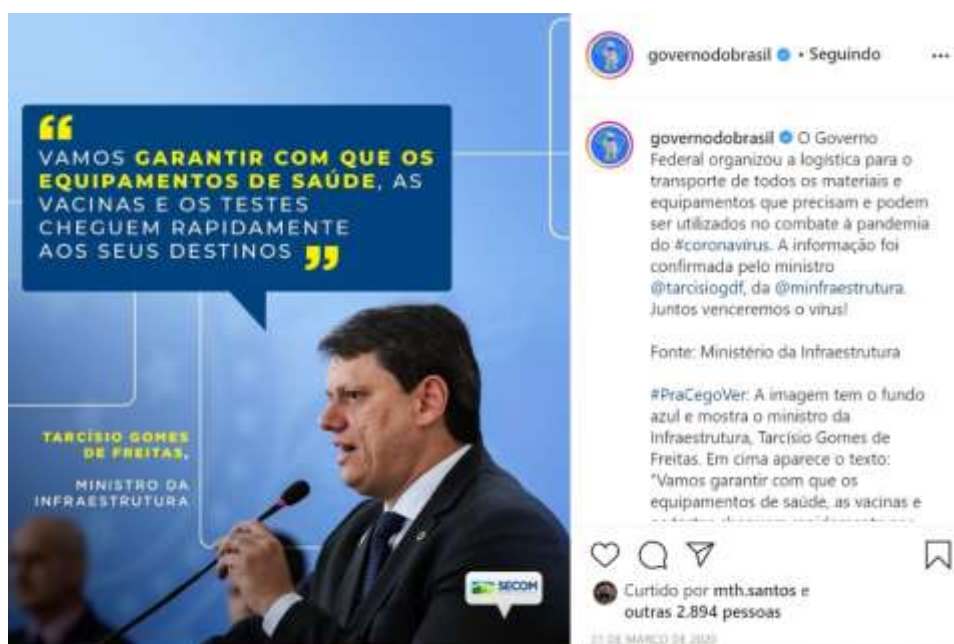 “
VAMOS GARANTIR COM QUE OS
EQUIPAMENTOS DE SAÚDE, AS
VACINAS E OS TESTES
CHEGUEM RAPIDAMENTE
AOS SEUS DESTINOS ”
TARCÍSIO GOMES
DE FREITAS,
MINISTRO DA
INFRAESTRUTURA
SECOM
governodobrasil • Seguindo
governodobrasil O Governo
Federal organizou a logística para o
transporte de todos os materiais e
equipamentos que precisam e podem
ser utilizados no combate à pandemia
do #coronavírus. A informação foi
confirmada pelo ministro
@tarcisiogdf, da @minfraestrutura.
Juntos venceremos o vírus!
Fonte: Ministério da Infraestrutura
#PraCegoVer: A imagem tem o fundo
azul e mostra o ministro da
Infraestrutura, Tarcísio Gomes de
Freitas. Em cima aparece o texto:
"Vamos garantir com que os
equipamentos de saúde, as vacinas e
Curtido por mth.santos e
outras 2.894 pessoas
DE MARÇO DE 2020